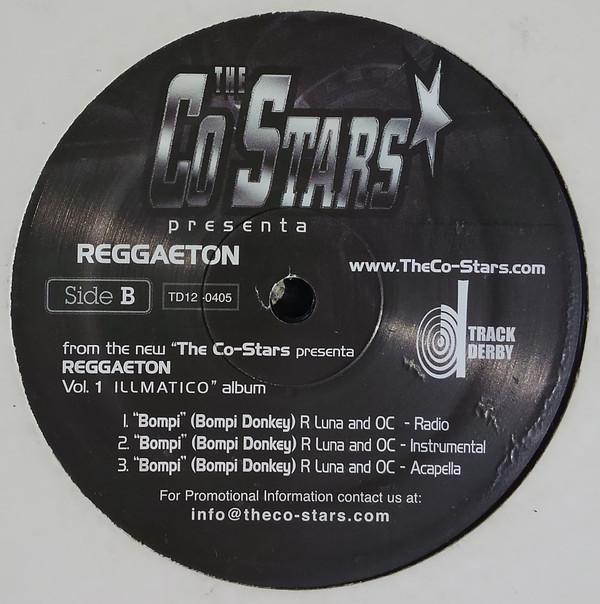 THE
CO STARS
presenta
REGGAETON
www.TheCo-Stars.com
Side B
TD12-0405
TRACK
DERBY
from the new "The Co-Stars presenta
REGGAETON
Vol. 1 ILLMATICO" album
1. "Bompi" (Bompi Donkey) R Luna and OC - Radio
2. "Bompi" (Bompi Donkey) R Luna and OC - Instrumental
3. "Bompi" (Bompi Donkey) R Luna and OC - Acapella
For Promotional Information contact us at:
info@theco-stars.com